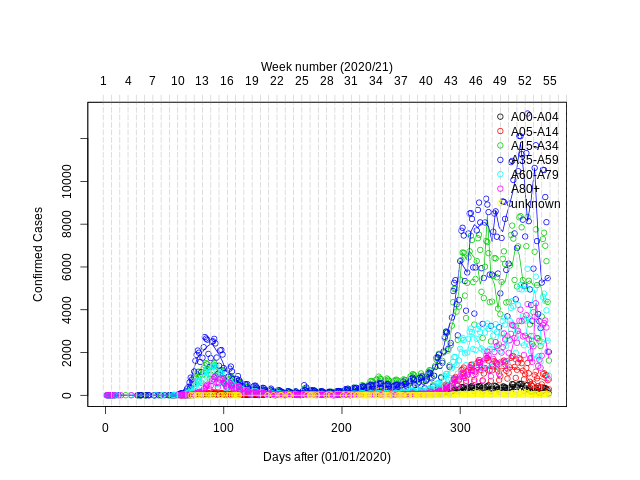 Week number (2020/21)
1 4 7 10 13 16 19 22 25 28 31 34 37 40 43 46 49 52 55
A00-A04
A05-A14
A15-A34
A35-A59
A60-A79
A80+
unknown
Confirmed Cases
0 2000 4000 6000 8000 10000
0 100 200 300
Days after (01/01/2020)